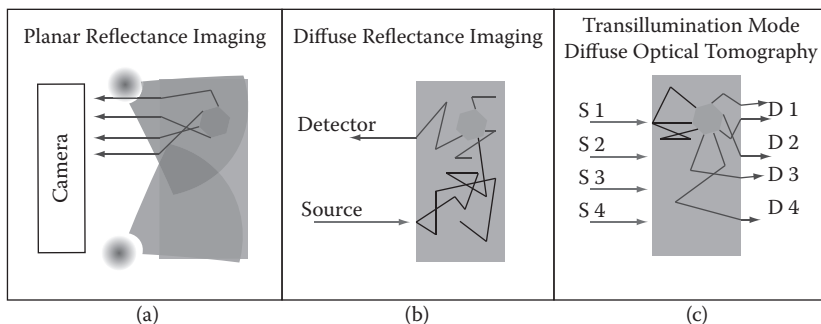 Planar Reflectance Imaging
Camera
(a)
Diffuse Reflectance Imaging
Detector
Source
(b)
Transillumination Mode
Diffuse Optical Tomography
S 1
S 2
S 3
S 4
D 1
D 2
D 3
D 4
(c)